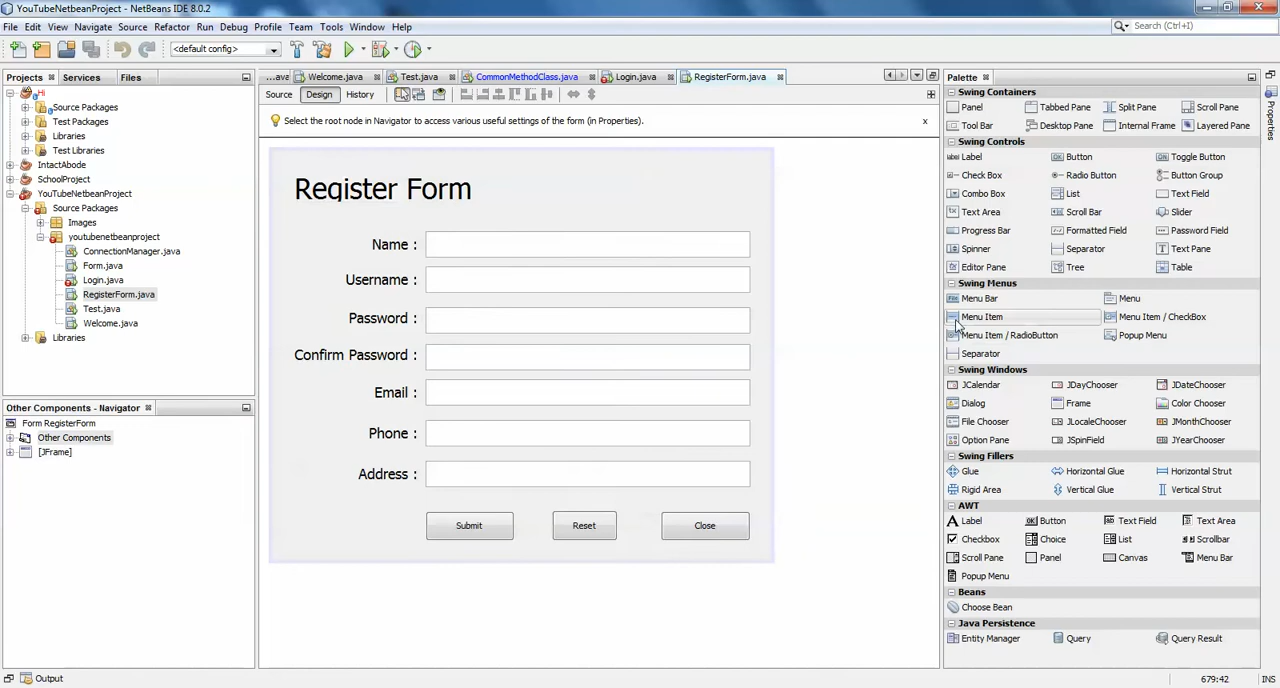 YouTubeNetbeanProject - NetBeans IDE 8.0.2
File Edit View Navigate Source Refactor Run Debug Profile Team Tools Window Help
Search (Ctrl+I)
<default config>
Projects Services Files
...ava Welcome.java Test.java CommonMethodClass.java Login.java RegisterForm.java
Source Design History
Select the root node in Navigator to access various useful settings of the form (in Properties).
x
Hi
Source Packages
Test Packages
Libraries
Test Libraries
IntactAbode
SchoolProject
YouTubeNetbeanProject
Source Packages
Images
youtubenetbeanproject
ConnectionManager.java
Form.java
Login.java
RegisterForm.java
Test.java
Welcome.java
Libraries
Other Components - Navigator
Form RegisterForm
Other Components
[JFrame]
Register Form
Name :
Username :
Password :
Confirm Password :
Email :
Phone :
Address :
Submit Reset Close
Palette
Swing Containers
Panel Tabbed Pane Split Pane Scroll Pane
Tool Bar Desktop Pane Internal Frame Layered Pane
Swing Controls
Label Button Toggle Button
Check Box Radio Button Button Group
Combo Box List Text Field
Text Area Scroll Bar Slider
Progress Bar Formatted Field Password Field
Spinner Separator Text Pane
Editor Pane Tree Table
Swing Menus
Menu Bar Menu
Menu Item Menu Item / CheckBox
Menu Item / RadioButton Popup Menu
Separator
Swing Windows
JCalendar JDayChooser JDateChooser
Dialog Frame Color Chooser
File Chooser JLocaleChooser JMonthChooser
Option Pane JSpinField JYearChooser
Swing Fillers
Glue Horizontal Glue Horizontal Strut
Rigid Area Vertical Glue Vertical Strut
AWT
Label Button Text Field Text Area
Checkbox Choice List Scrollbar
Scroll Pane Panel Canvas Menu Bar
Popup Menu
Beans
Choose Bean
Java Persistence
Entity Manager Query Query Result
Properties
Output
679:42 INS